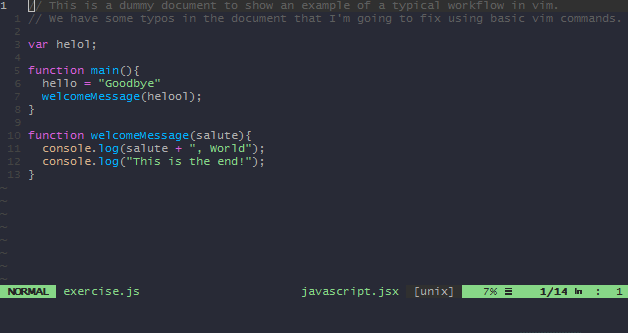 1 // This is a dummy document to show an example of a typical workflow in vim.
1 // We have some typos in the document that I'm going to fix using basic vim commands.
2
3 var helol;
4
5 function main(){
6 hello = "Goodbye"
7 welcomeMessage(helool);
8 }
9
10 function welcomeMessage(salute){
11 console.log(salute + ", World");
12 console.log("This is the end!");
13 }
~
~
~
~
~
~
~
NORMAL exercise.js javascript.jsx [unix] 7% ☰ 1/14 ㏑ : 1